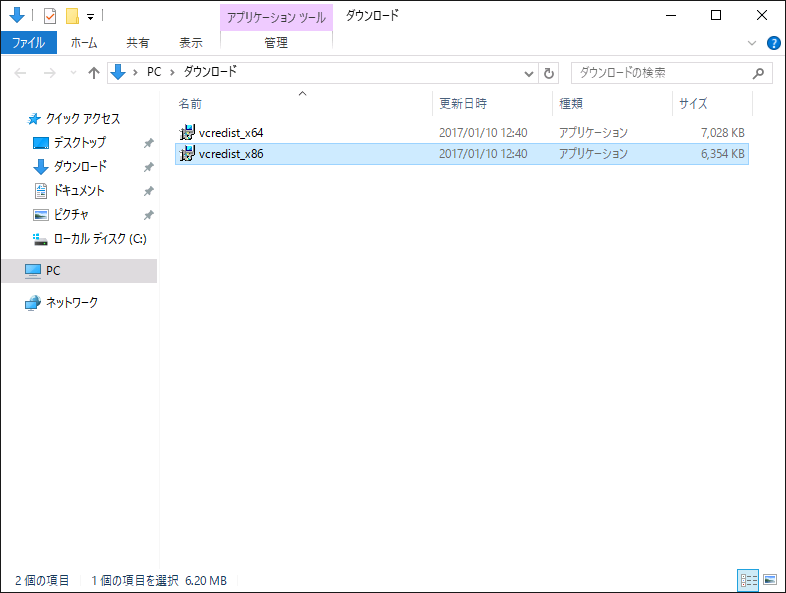 アプリケーション ツール ダウンロード
ファイル ホーム 共有 表示 管理
PC ダウンロード ダウンロードの検索
名前 更新日時 種類 サイズ
クイック アクセス
デスクトップ
ダウンロード
ドキュメント
ピクチャ
ローカル ディスク (C:)
PC
ネットワーク
vcredist_x64 2017/01/10 12:40 アプリケーション 7,028 KB
vcredist_x86 2017/01/10 12:40 アプリケーション 6,354 KB
2 個の項目 1 個の項目を選択 6.20 MB